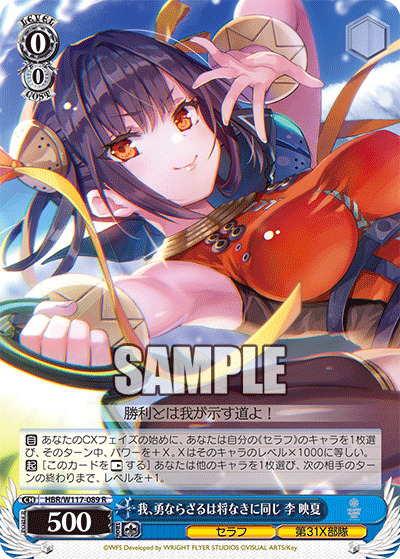 LEVEL
0
0
COST
SAMPLE
勝利とは我が示す道よ！
自 あなたのCXフェイズの始めに、あなたは自分の《セラフ》のキャラを1枚選び、
そのターン中、パワーを＋X。Xはそのキャラのレベル×1000に等しい。
起 ［このカードを する］ あなたは他のキャラを1枚選び、次の相手のターンの終わりまで、レベルを＋1。
CH HBR/W117-089 R
我、勇ならざるは将なきに同じ 李 映夏
500
セラフ
第31X部隊
©WFS Developed by WRIGHT FLYER STUDIOS ©VISUAL ARTS/Key